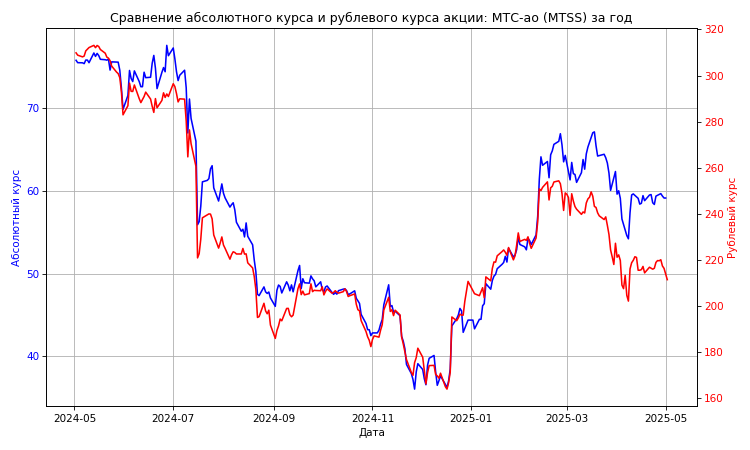 Сравнение абсолютного курса и рублевого курса акции: МТС-ао (MTSS) за год
320
300
280
260
240
220
200
180
160
70
60
50
40
Абсолютный курс
Рублевый курс
2024-05 2024-07 2024-09 2024-11 2025-01 2025-03 2025-05
Дата